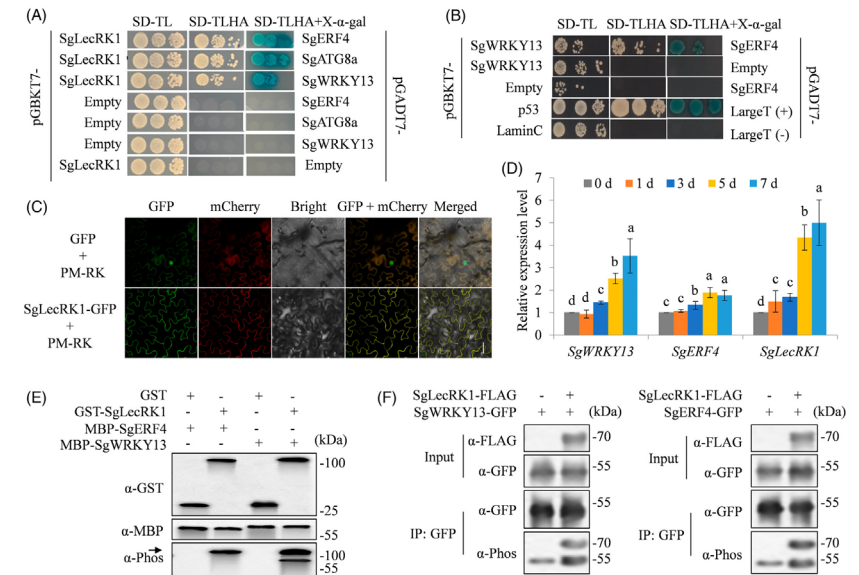 (A)
SD-TL SD-TLHA SD-TLHA+X-α-gal
pGBKT7-
SgLecRK1 SgERF4
SgLecRK1 SgATG8a
SgLecRK1 SgWRKY13
Empty SgERF4
Empty SgATG8a
Empty SgWRKY13
SgLecRK1 Empty
pGADT7-
(B)
SD-TL SD-TLHA SD-TLHA+X-α-gal
pGBKT7-
SgWRKY13 SgERF4
SgWRKY13 Empty
Empty SgERF4
p53 LargeT (+)
LaminC LargeT (-)
pGADT7-
(C)
GFP mCherry Bright GFP + mCherry Merged
GFP
+
PM-RK
SgLecRK1-GFP
+
PM-RK
(D)
Relative expression level
7
6
5
4
3
2
1
0
0 d 1 d 3 d 5 d 7 d
d d c b a
c c b a a
c c c b a
SgWRKY13 SgERF4 SgLecRK1
(E)
GST + - + -
GST-SgLecRK1 - + - +
MBP-SgERF4 + + - -
MBP-SgWRKY13 - - + +
(kDa)
α-GST
-100
-25
α-MBP
-55
α-Phos
-100
-55
(F)
SgLecRK1-FLAG - +
SgWRKY13-GFP + + (kDa)
Input
α-FLAG -70
α-GFP -55
IP: GFP
α-GFP -55
α-Phos -70
-55
SgLecRK1-FLAG - +
SgERF4-GFP + + (kDa)
Input
α-FLAG -70
α-GFP -55
IP: GFP
α-GFP -55
α-Phos -70
-55